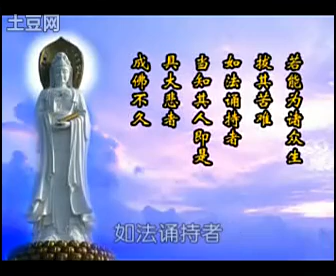 土豆网
若能为诸众生
拔其苦难
如法诵持者
当知其人即是
具大悲者
成佛不久
如法诵持者